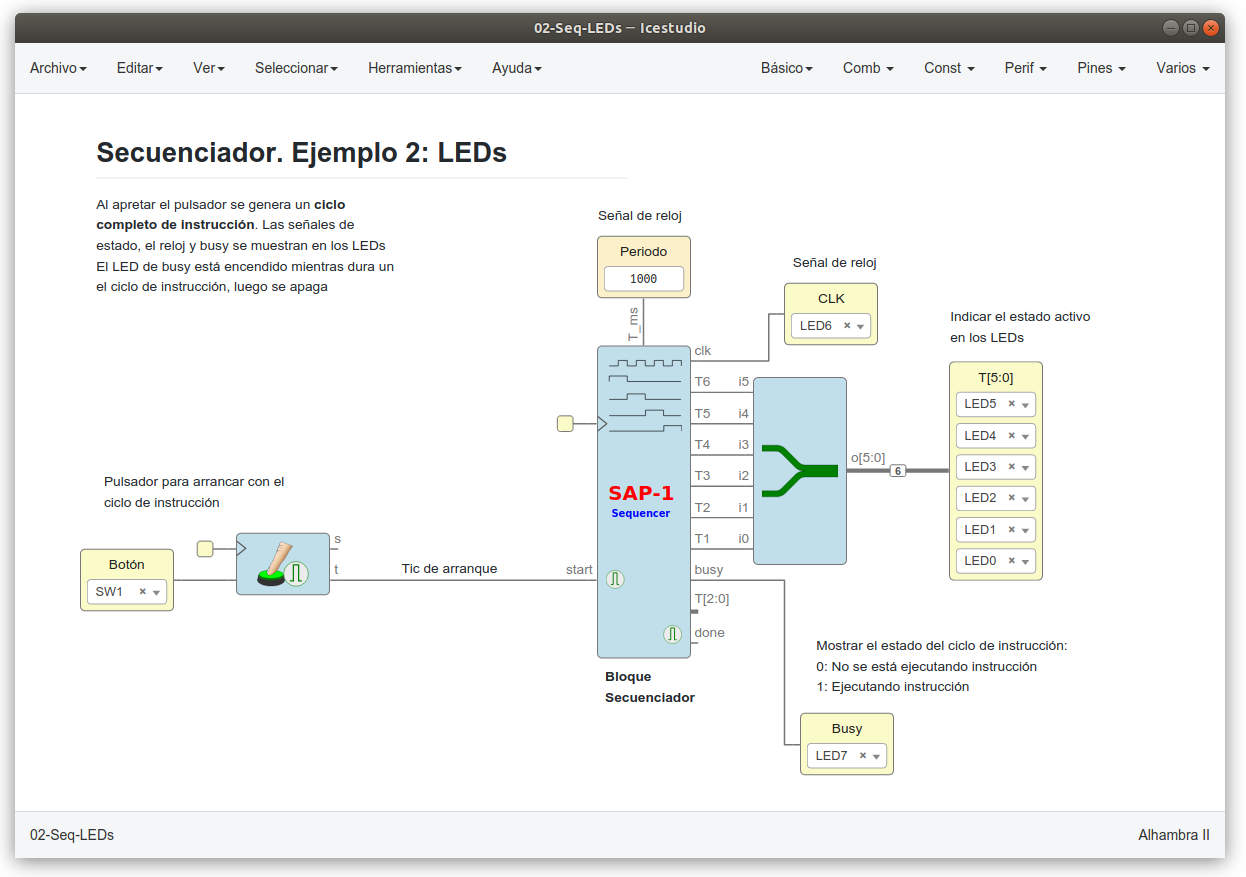 02-Seq-LEDs — Icestudio
Archivo Editar Ver Seleccionar Herramientas Ayuda Básico Comb Const Perif Pines Varios
Secuenciador. Ejemplo 2: LEDs
Al apretar el pulsador se genera un ciclo
completo de instrucción. Las señales de
estado, el reloj y busy se muestran en los LEDs
El LED de busy está encendido mientras dura un
el ciclo de instrucción, luego se apaga
Señal de reloj
Periodo
1000
T_ms
Señal de reloj
CLK
LED6
Indicar el estado activo
en los LEDs
T[5:0]
LED5
LED4
LED3
LED2
LED1
LED0
clk
T6 i5
T5 i4
T4 i3
T3 i2
T2 i1
T1 i0
o[5:0]
6
SAP-1
Sequencer
Pulsador para arrancar con el
ciclo de instrucción
Botón
SW1
s
t
Tic de arranque
start
busy
T[2:0]
done
Bloque
Secuenciador
Mostrar el estado del ciclo de instrucción:
0: No se está ejecutando instrucción
1: Ejecutando instrucción
Busy
LED7
02-Seq-LEDs
Alhambra II